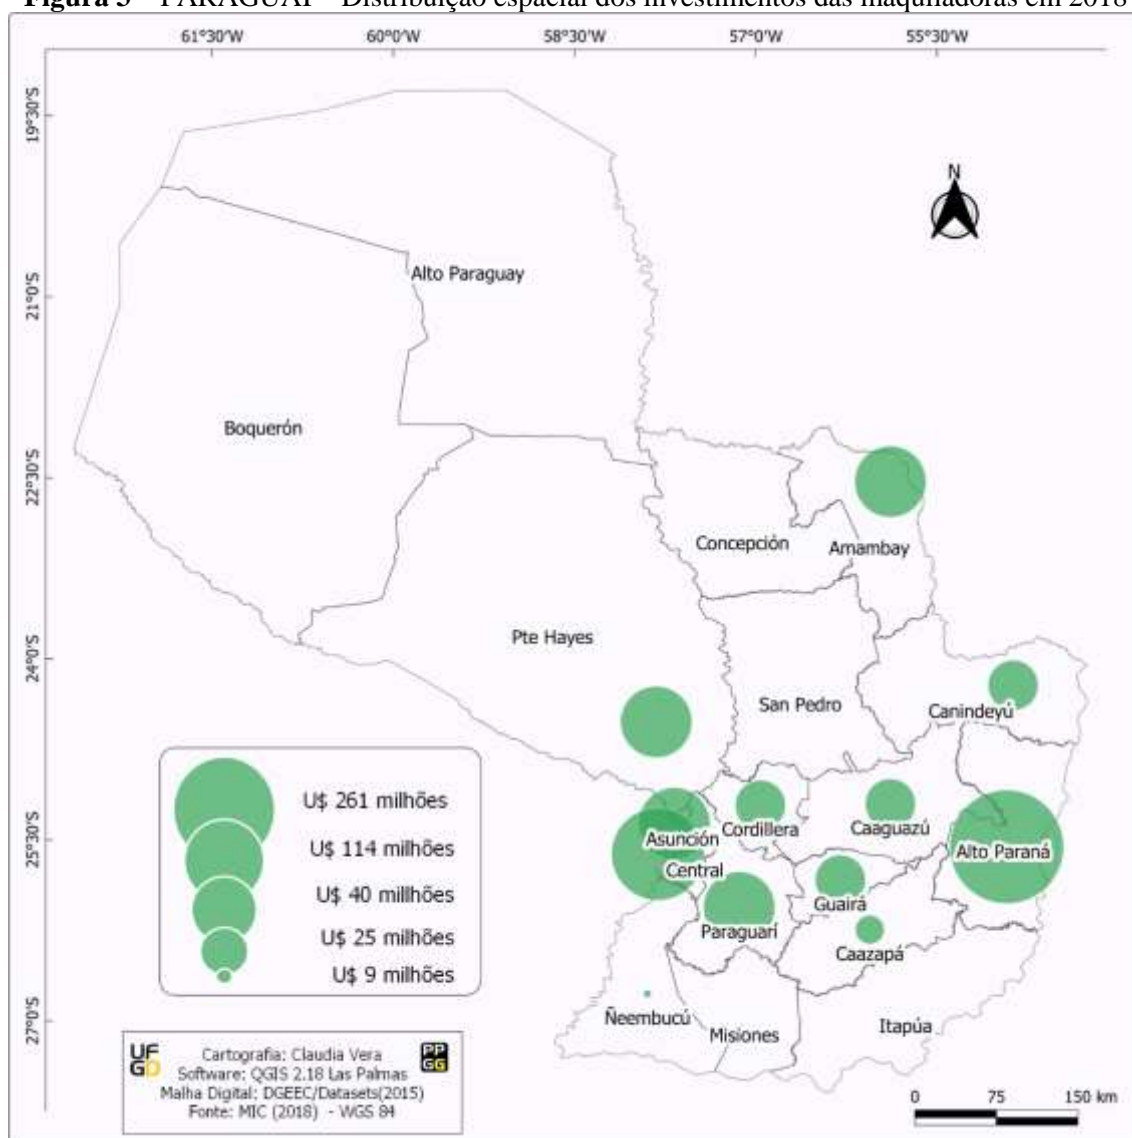 PARAGUAI - Distribuição espacial dos investimentos das maquiladoras em 2018
61°30'W 60°0'W 58°30'W 57°0'W 55°30'W
19°30'S
21°0'S
22°30'S
24°0'S
25°30'S
27°0'S
N
Alto Paraguay
Boquerón
Concepción
Amambay
Pte Hayes
San Pedro
Canindeyú
Asunción
Cordillera
Caaguazú
Alto Paraná
Central
Guairá
Paraguarí
Caazapá
Ñeembucú
Misiones
Itapúa
U$ 261 milhões
U$ 114 milhões
U$ 40 millhões
U$ 25 milhões
U$ 9 milhões
UF
GD
PP
GG
Cartografia: Claudia Vera
Software: QGIS 2.18 Las Palmas
Malha Digital: DGEEC/Datasets(2015)
Fonte: MIC (2018) - WGS 84
0 75 150 km